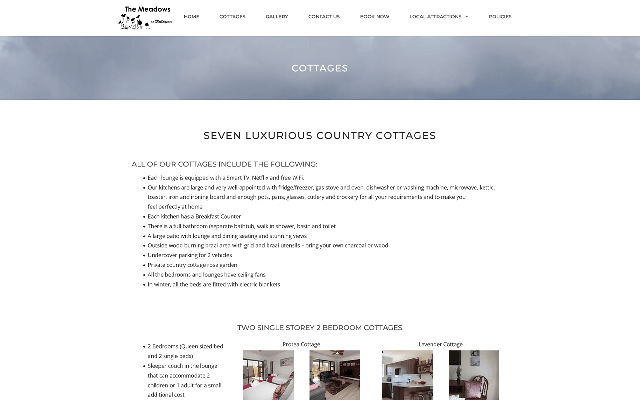 The Meadows
HOME COTTAGES GALLERY CONTACT US BOOK NOW LOCAL ATTRACTIONS POLICIES
COTTAGES
SEVEN LUXURIOUS COUNTRY COTTAGES
ALL OF OUR COTTAGES INCLUDE THE FOLLOWING:
Each lounge is equipped with a Smart TV, Netflix and free WiFi.
Our kitchens are large and very well-appointed with fridge/freezer, gas stove and oven, dishwasher or washing machine, microwave, kettle,
toaster, iron and ironing board and enough pots, pans, glasses, cutlery and crockery for all your requirements and to make you
feel perfectly at home
Each kitchen has a Breakfast Counter
There is a full bathroom (separate bathtub, walk in shower, basin and toilet
A large patio with lounge and dining seating and stunning views
Outside wood burning braai area with grid and braai utensils – bring your own charcoal or wood
Undercover parking for 2 vehicles
Private country cottage rose garden
All the bedrooms and lounges have ceiling fans
In winter, all the beds are fitted with electric blankets
TWO SINGLE STOREY 2 BEDROOM COTTAGES
2 Bedrooms (Queen sized bed
and 2 single beds)
Sleeper couch in the lounge
that can accommodate 2
children or 1 adult for a small
additional cost
Protea Cottage
Lavender Cottage